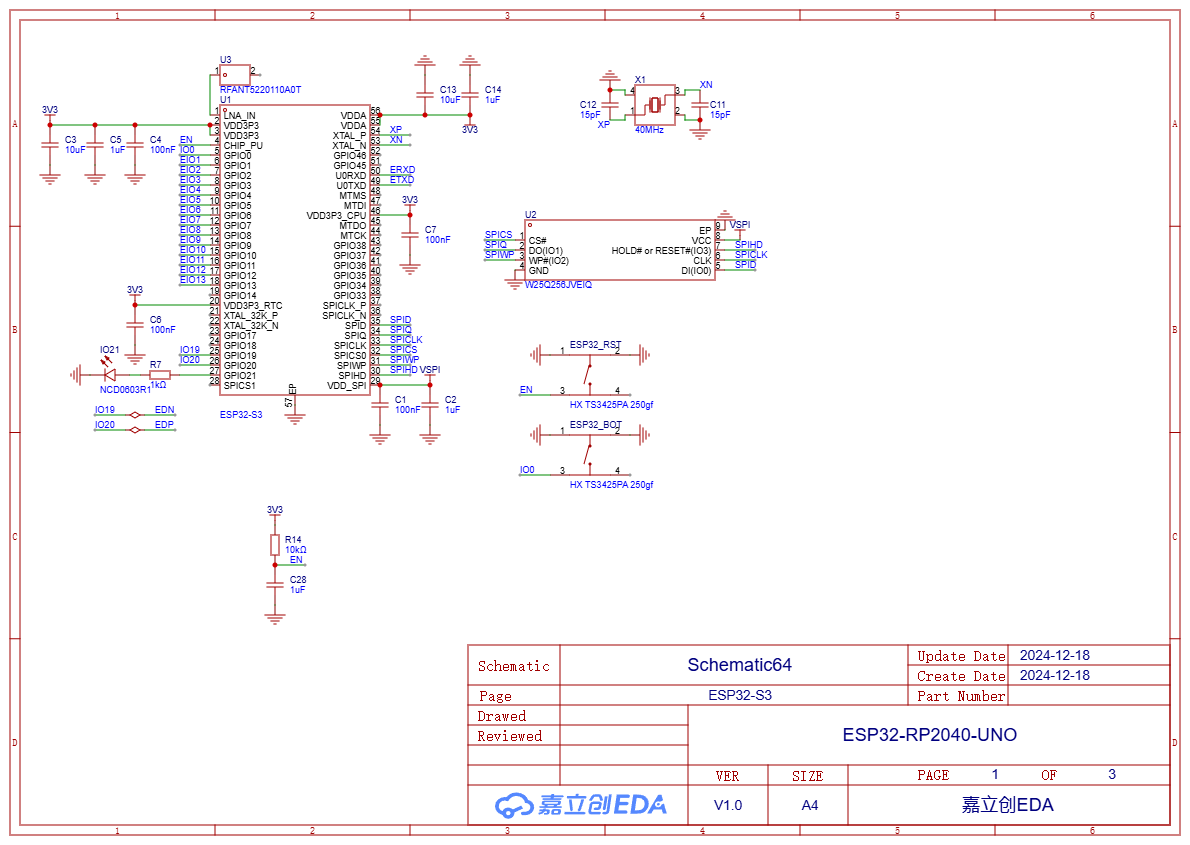 1 2 3 4 5 6
A
B
C
D
A
B
C
D
1 2 3 4 5 6
U3
1 2
RFANT5220110A0T
U1
3V3
C3
10uF
C5
1uF
C4
100nF
EN
IO0
EIO1
EIO2
EIO3
EIO4
EIO5
EIO6
EIO7
EIO8
EIO9
EIO10
EIO11
EIO12
EIO13
1 LNA_IN
2 VDD3P3
3 VDD3P3
4 CHIP_PU
5 GPIO0
6 GPIO1
7 GPIO2
8 GPIO3
9 GPIO4
10 GPIO5
11 GPIO6
12 GPIO7
13 GPIO8
14 GPIO9
15 GPIO10
16 GPIO11
17 GPIO12
18 GPIO13
19 GPIO14
20 VDD3P3_RTC
21 XTAL_32K_P
22 XTAL_32K_N
23 GPIO17
24 GPIO18
25 GPIO19
26 GPIO20
27 GPIO21
28 SPICS1
VDDA 56
VDDA 55
XTAL_P 54
XTAL_N 53
GPIO46 52
GPIO45 51
U0RXD 50
U0TXD 49
MTMS 48
MTDI 47
VDD3P3_CPU 46
MTDO 45
MTCK 44
GPIO38 43
GPIO37 42
GPIO36 41
GPIO35 40
GPIO34 39
GPIO33 38
SPICLK_P 37
SPICLK_N 36
SPID 35
SPIQ 34
SPICLK 33
SPICS0 32
SPIWP 31
SPIHD 30
VDD_SPI 29
EP
57
ESP32-S3
XP
XN
ERXD
ETXD
SPID
SPIQ
SPICLK
SPICS
SPIWP
SPIHD
VSPI
C13
10uF
C14
1uF
3V3
3V3
C7
100nF
C1
100nF
C2
1uF
3V3
C6
100nF
IO19
IO20
IO21
NCD0603R1
R7
1kΩ
IO19 EDN
IO20 EDP
X1
4 3
1 2
40MHz
C12
15pF
XP
XN
C11
15pF
U2
SPICS 1 CS#
SPIQ 2 DO(IO1)
SPIWP 3 WP#(IO2)
4 GND
EP 9
VCC 8
HOLD# or RESET#(IO3) 7
CLK 6
DI(IO0) 5
VSPI
SPIHD
SPICLK
SPID
W25Q256JVEIQ
ESP32_RST
1 2
EN 3 4
HX TS3425PA 250gf
ESP32_BOT
1 2
IO0 3 4
HX TS3425PA 250gf
3V3
R14
10kΩ
EN
C28
1uF
Schematic Schematic64 Update Date 2024-12-18
Create Date 2024-12-18
Page ESP32-S3 Part Number
Drawed
Reviewed
ESP32-RP2040-UNO
VER SIZE PAGE 1 OF 3
嘉立创EDA V1.0 A4 嘉立创EDA